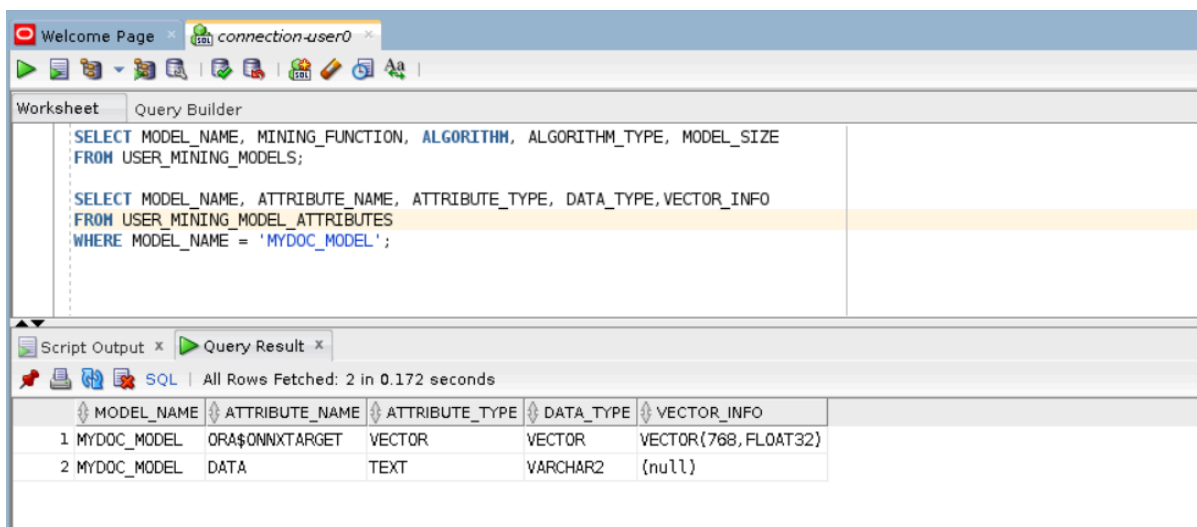 Welcome Page connection-user0
Worksheet Query Builder
SELECT MODEL_NAME, MINING_FUNCTION, ALGORITHM, ALGORITHM_TYPE, MODEL_SIZE
FROM USER_MINING_MODELS;
SELECT MODEL_NAME, ATTRIBUTE_NAME, ATTRIBUTE_TYPE, DATA_TYPE,VECTOR_INFO
FROM USER_MINING_MODEL_ATTRIBUTES
WHERE MODEL_NAME = 'MYDOC_MODEL';
Script Output x Query Result x
SQL | All Rows Fetched: 2 in 0.172 seconds
MODEL_NAME ATTRIBUTE_NAME ATTRIBUTE_TYPE DATA_TYPE VECTOR_INFO
1 MYDOC_MODEL ORA$ONNXTARGET VECTOR VECTOR VECTOR(768,FLOAT32)
2 MYDOC_MODEL DATA TEXT VARCHAR2 (null)